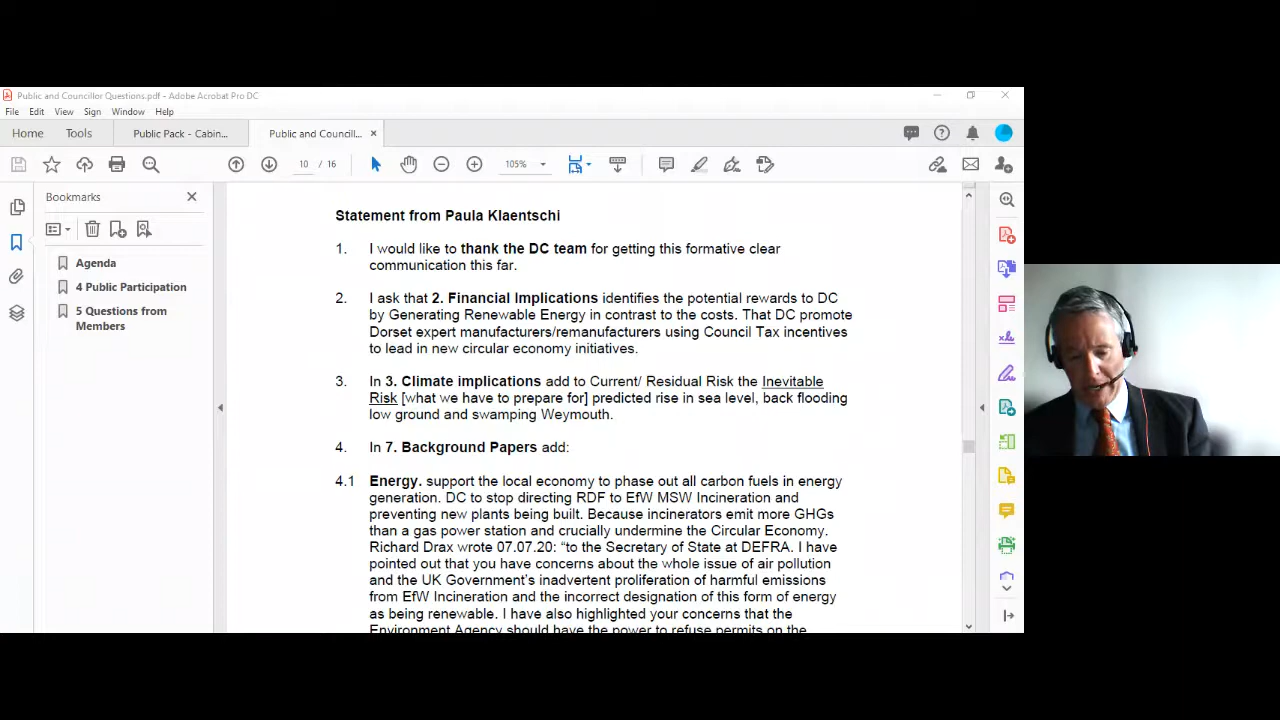 Public and Councillor Questions.pdf - Adobe Acrobat Pro DC
File Edit View Sign Window Help
Home Tools Public Pack - Cabin... Public and Councill... ×
10 / 16 105%
Bookmarks
Agenda
4 Public Participation
5 Questions from
Members
Statement from Paula Klaentschi
1. I would like to thank the DC team for getting this formative clear
communication this far.
2. I ask that 2. Financial Implications identifies the potential rewards to DC
by Generating Renewable Energy in contrast to the costs. That DC promote
Dorset expert manufacturers/remanufacturers using Council Tax incentives
to lead in new circular economy initiatives.
3. In 3. Climate implications add to Current/ Residual Risk the Inevitable
Risk [what we have to prepare for] predicted rise in sea level, back flooding
low ground and swamping Weymouth.
4. In 7. Background Papers add:
4.1 Energy. support the local economy to phase out all carbon fuels in energy
generation. DC to stop directing RDF to EfW MSW Incineration and
preventing new plants being built. Because incinerators emit more GHGs
than a gas power station and crucially undermine the Circular Economy.
Richard Drax wrote 07.07.20: “to the Secretary of State at DEFRA. I have
pointed out that you have concerns about the whole issue of air pollution
and the UK Government’s inadvertent proliferation of harmful emissions
from EfW Incineration and the incorrect designation of this form of energy
as being renewable. I have also highlighted your concerns that the
Environment Agency should have the power to refuse permits on the